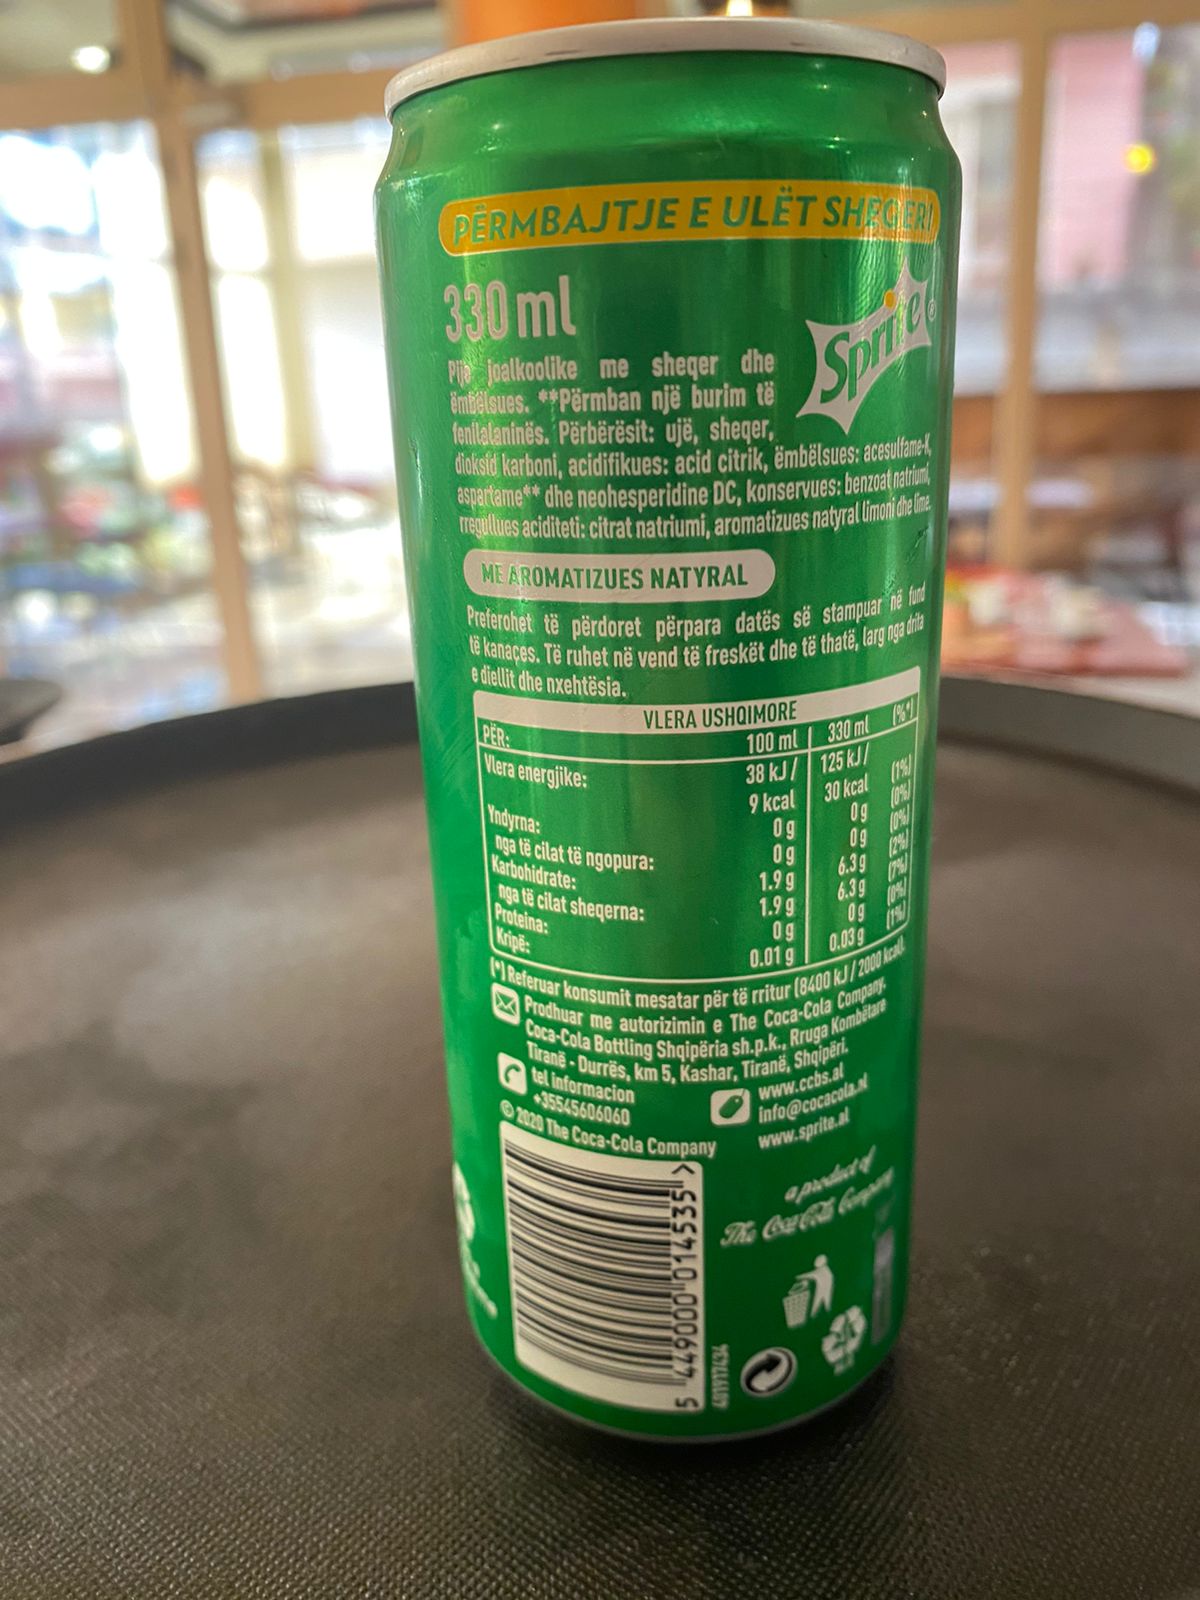 PËRMBAJTJE E ULËT SHEQERI
330 ml
Sprite®
Pije joalkoolike me sheqer dhe
ëmbëlsues. **Përmban një burim të
fenilalaninës. Përbërësit: ujë, sheqer,
dioksid karboni, acidifikues: acid citrik, ëmbëlsues: acesulfame-K,
aspartame** dhe neohesperidine DC, konservues: benzoat natriumi,
rregullues aciditeti: citrat natriumi, aromatizues natyral limoni dhe lime.
ME AROMATIZUES NATYRAL
Preferohet të përdoret përpara datës së stampuar në fund
të kanaçes. Të ruhet në vend të freskët dhe të thatë, larg nga drita
e diellit dhe nxehtësia.
VLERA USHQIMORE
PËR: 100 ml 330 ml (%*)
Vlera energjike: 38 kJ/ 125 kJ/
9 kcal 30 kcal (1%)
Yndyrna: 0 g 0 g (0%)
nga të cilat të ngopura: 0 g 0 g (0%)
Karbohidrate: 1.9 g 6.3 g (2%)
nga të cilat sheqerna: 1.9 g 6.3 g (7%)
Proteina: 0 g 0 g (0%)
Kripë: 0.01 g 0.03 g (1%)
(*) Referuar konsumit mesatar për të rritur (8400 kJ / 2000 kcal).
Prodhuar me autorizimin e The Coca-Cola Company.
Coca-Cola Bottling Shqipëria sh.p.k., Rruga Kombëtare
Tiranë - Durrës, km 5, Kashar, Tiranë, Shqipëri.
tel informacion
+35545606060
www.ccbs.al
info@cocacola.al
www.sprite.al
© 2020 The Coca-Cola Company
a product of
The Coca-Cola Company
5 449000 014535 >
401917434